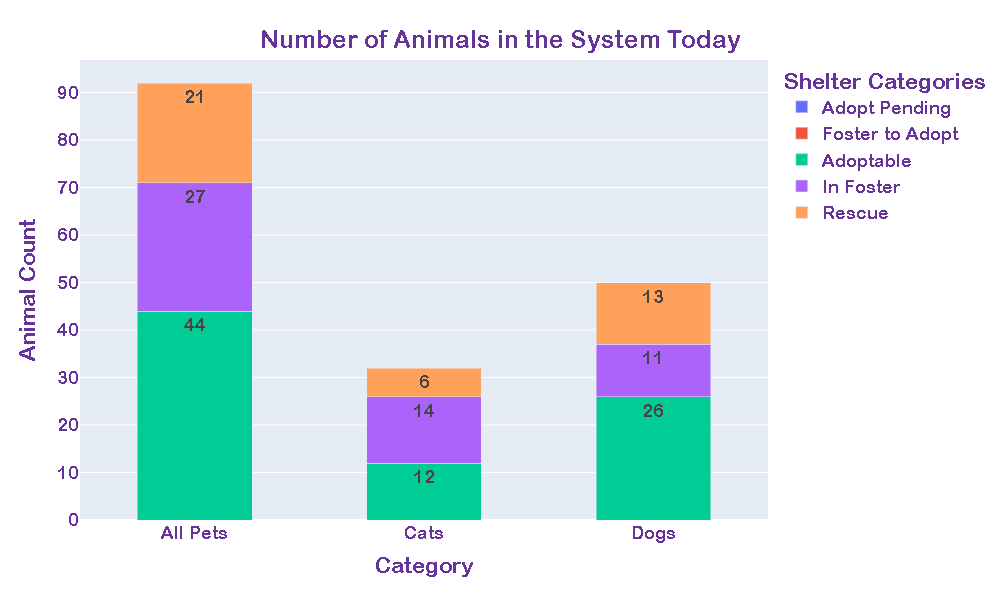 Number of Animals in the System Today
Shelter Categories
Adopt Pending
Foster to Adopt
Adoptable
In Foster
Rescue
Animal Count
90
80
70
60
50
40
30
20
10
0
21
27
44
6
14
12
13
11
26
All Pets
Cats
Dogs
Category